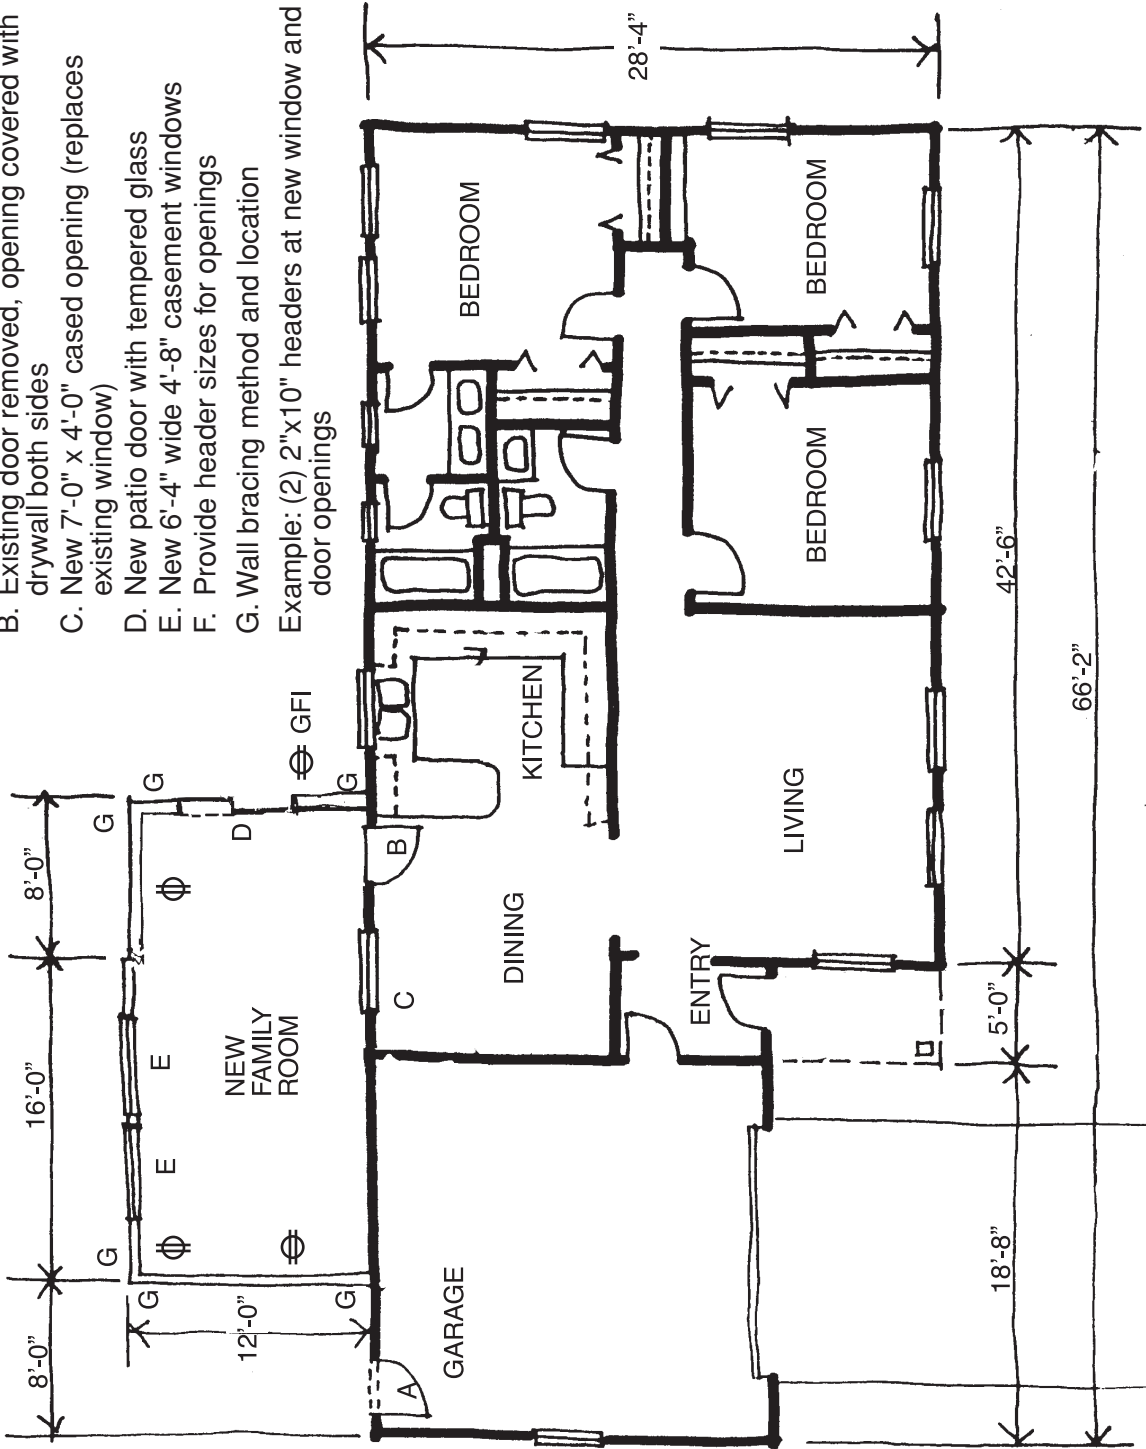 B. Existing door removed, opening covered with
drywall both sides
C. New 7'-0" x 4'-0" cased opening (replaces
existing window)
D. New patio door with tempered glass
E. New 6'-4" wide 4'-8" casement windows
F. Provide header sizes for openings
G. Wall bracing method and location
Example: (2) 2"x10" headers at new window and
door openings
8’-0”
16’-0”
8’-0”
G
G
G
G
E
E
D
12’-0”
NEW
FAMILY
ROOM
GFI
G
G
A
C
B
GARAGE
DINING
KITCHEN
BEDROOM
ENTRY
LIVING
BEDROOM
BEDROOM
28’-4”
18’-8”
5’-0”
42’-6”
66’-2”